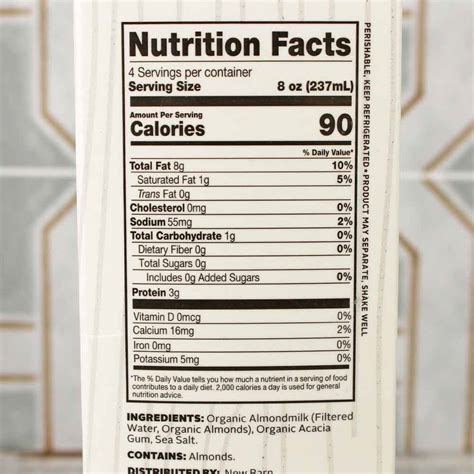 Nutrition Facts
4 Servings per container
Serving Size 8 oz (237mL)
Amount Per Serving
Calories 90
% Daily Value*
Total Fat 8g 10%
Saturated Fat 1g 5%
Trans Fat 0g
Cholesterol 0mg 0%
Sodium 55mg 2%
Total Carbohydrate 1g 0%
Dietary Fiber 0g 0%
Total Sugars 0g
Includes 0g Added Sugars 0%
Protein 3g
Vitamin D 0mcg 0%
Calcium 16mg 2%
Iron 0mg 0%
Potassium 5mg 0%
*The % Daily Value tells you how much a nutrient in a serving of food
contributes to a daily diet. 2,000 calories a day is used for general
nutrition advice.
INGREDIENTS: Organic Almondmilk (Filtered
Water, Organic Almonds), Organic Acacia
Gum, Sea Salt.
CONTAINS: Almonds.
DISTRIBUTED BY: New Barn
PERISHABLE, KEEP REFRIGERATED • PRODUCT MAY SEPARATE, SHAKE WELL